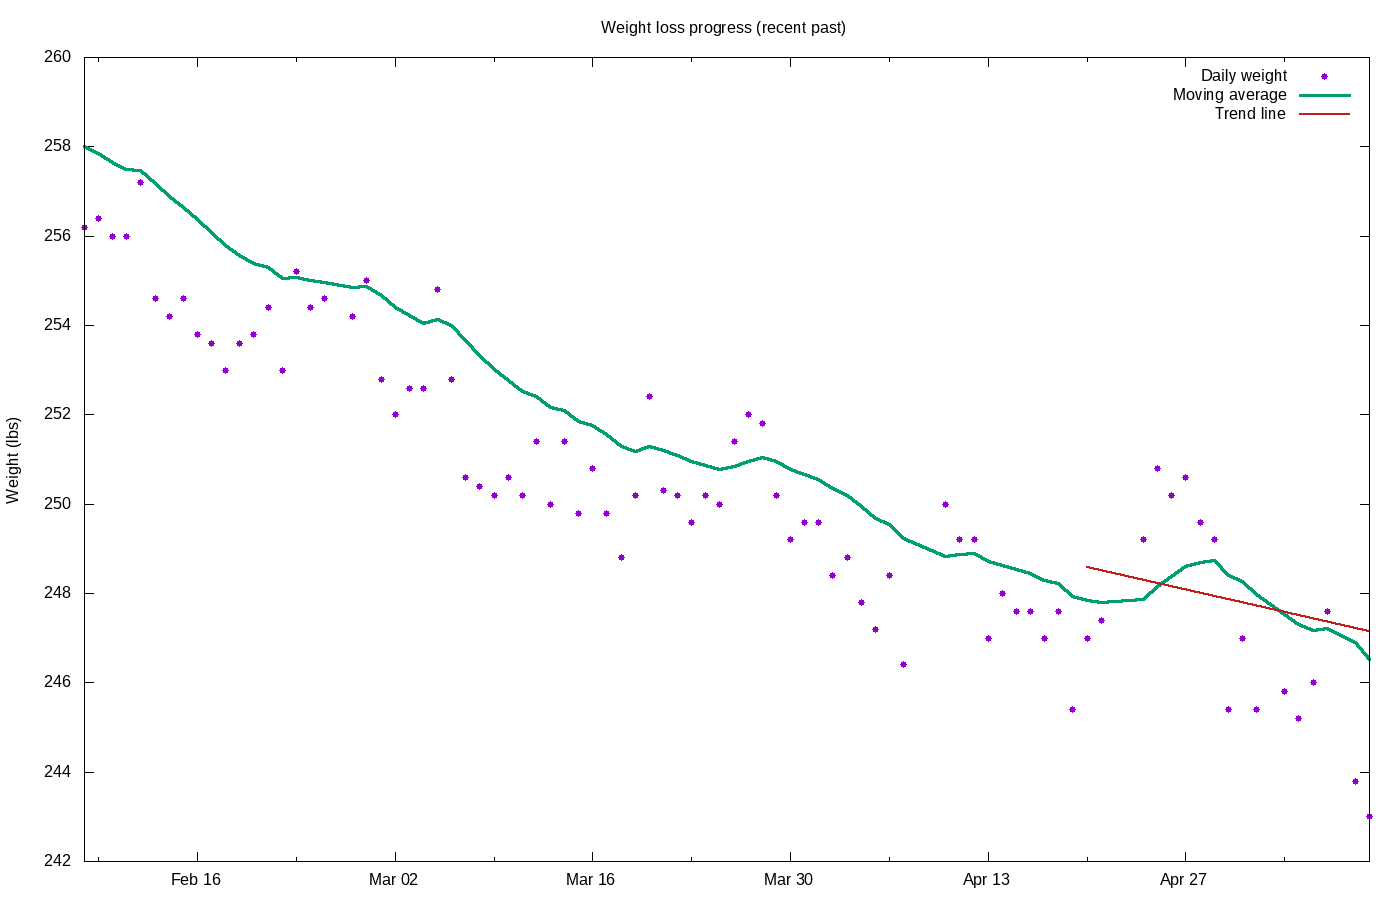 Weight loss progress (recent past)
260
258
256
254
252
250
248
246
244
242
Weight (lbs)
Daily weight
Moving average
Trend line
Feb 16
Mar 02
Mar 16
Mar 30
Apr 13
Apr 27